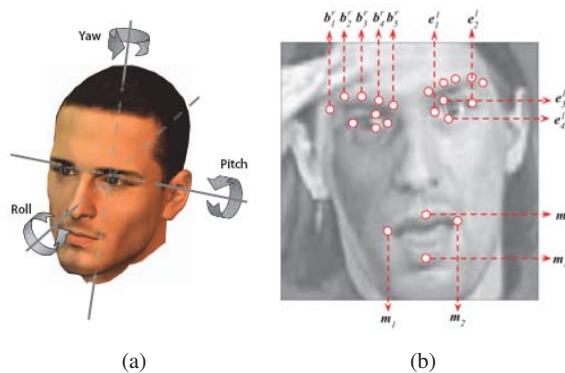 Yaw
Pitch
Roll
b₁ʳ b₂ʳ b₃ʳ b₄ʳ b₅ʳ
e₁ˡ e₂ˡ
e₃ˡ
e₄ˡ
m
m
m₁ m₂
(a) (b)